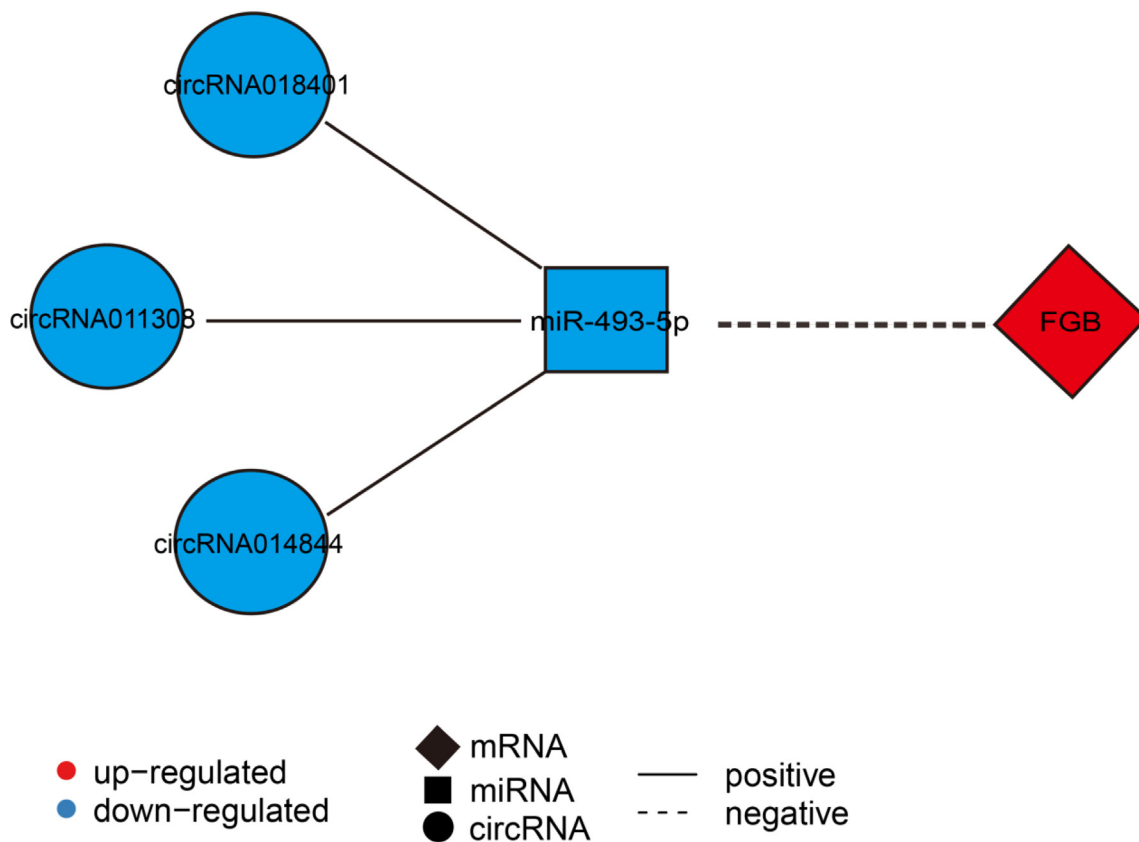 circRNA018401
circRNA011308
miR-493-5p
FGB
circRNA014844
up−regulated
down−regulated
mRNA
miRNA
circRNA
positive
negative